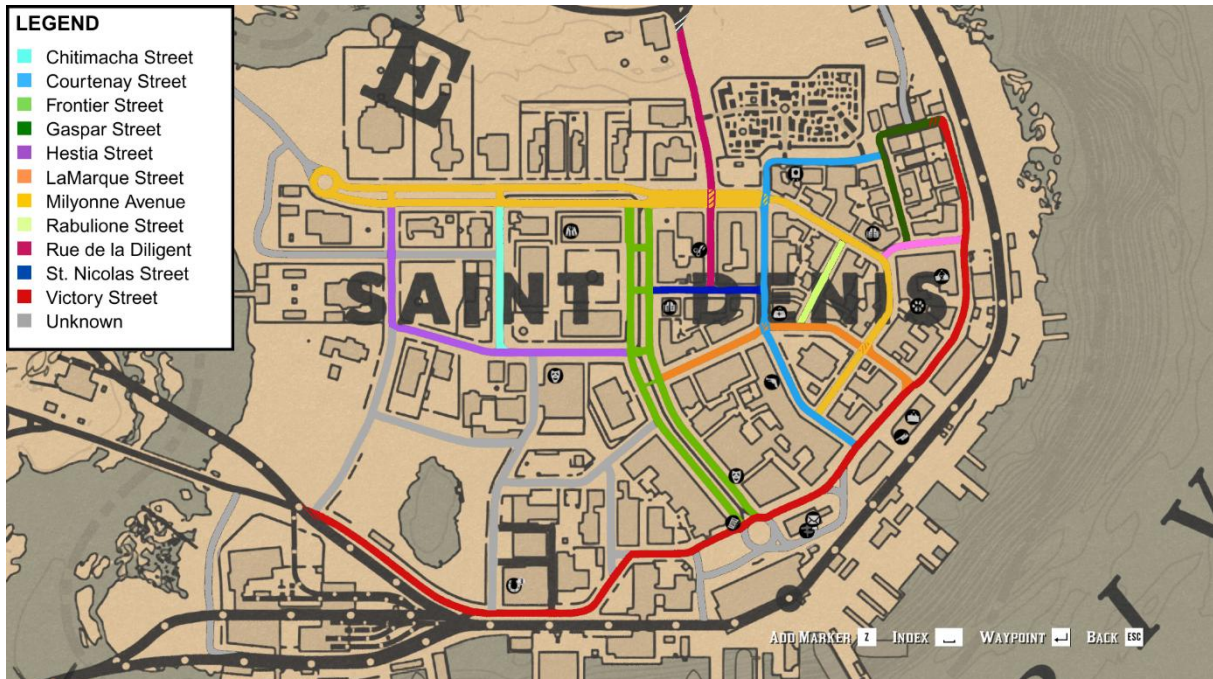 LEGEND
Chitimacha Street
Courtenay Street
Frontier Street
Gaspar Street
Hestia Street
LaMarque Street
Milyonne Avenue
Rabulione Street
Rue de la Diligent
St. Nicolas Street
Victory Street
Unknown
E
SAINT DENIS
I V
ADD MARKER Z INDEX WAYPOINT BACK ESC